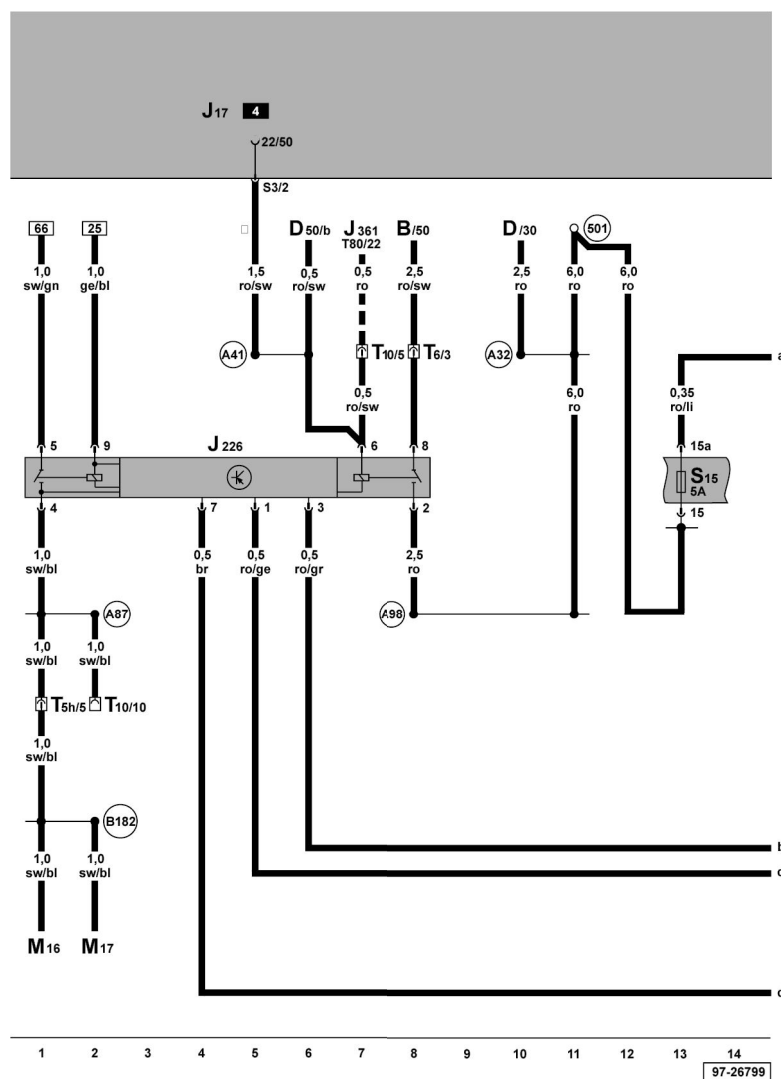 J 17 4
22/50
S3/2
66 25 D 50/b J 361 B /50 D /30 501
T80/22
1,0 1,0 1,5 0,5 0,5 2,5 2,5 6,0 6,0
sw/gn ge/bl ro/sw ro/sw ro ro/sw ro ro ro
A41 T10/5 T6/3 A32
0,5 6,0 0,35
ro/sw ro ro/li
5 9 J 226 6 8 15a
S15
5A
4 7 1 3 2 15
1,0 0,5 0,5 0,5 2,5
sw/bl br ro/ge ro/gr ro
A87 A98
1,0 1,0
sw/bl sw/bl
T5h/5 T10/10
1,0
sw/bl
B182
1,0 1,0
sw/bl sw/bl
M16 M17
1 2 3 4 5 6 7 8 9 10 11 12 13 14
97-26799